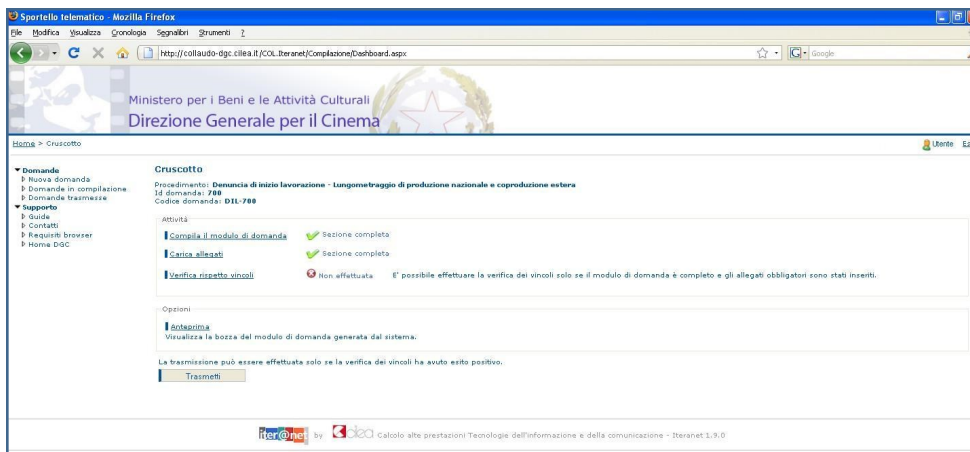 Sportello telematico - Mozilla Firefox
File Modifica Visualizza Cronologia Segnalibri Strumenti ?
http://collaudo-dgc.cilea.it/COL.Iteranet/Compilazione/Dashboard.aspx
Google
Ministero per i Beni e le Attività Culturali
Direzione Generale per il Cinema
Home > Cruscotto
Utente
Domande
Nuova domanda
Domande in compilazione
Domande trasmesse
Supporto
Guide
Contatti
Requisiti browser
Home DGC
Cruscotto
Procedimento: Denuncia di inizio lavorazione - Lungometraggio di produzione nazionale e coproduzione estera
Id domanda: 700
Codice domanda: DIL-700
Attività
Compila il modulo di domanda Sezione completa
Carica allegati Sezione completa
Verifica rispetto vincoli Non effettuata E' possibile effettuare la verifica dei vincoli solo se il modulo di domanda è completo e gli allegati obbligatori sono stati inseriti.
Opzioni
Anteprima
Visualizza la bozza del modulo di domanda generata dal sistema.
La trasmissione può essere effettuata solo se la verifica dei vincoli ha avuto esito positivo.
Trasmetti
iter@net by cilea Calcolo alte prestazioni Tecnologie dell'informazione e della comunicazione - Iteranet 1.9.0